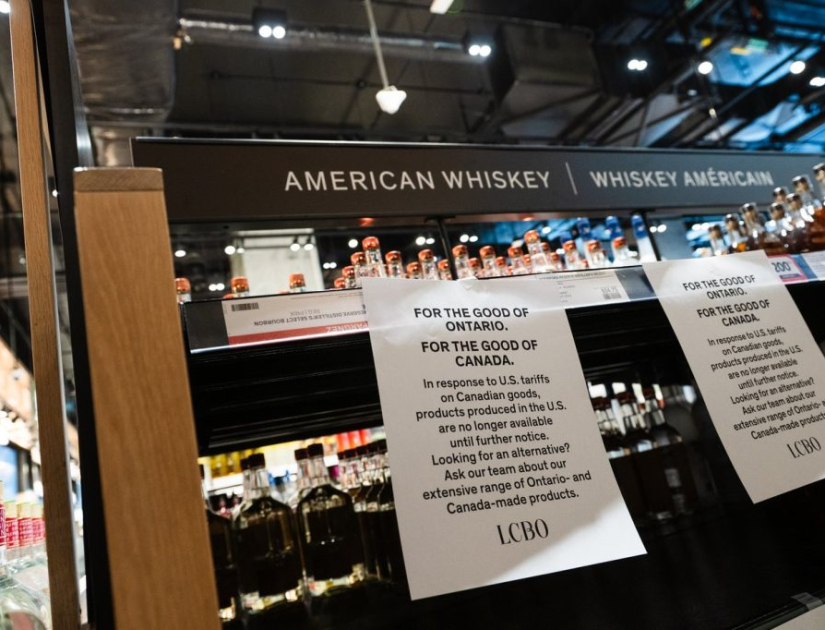 AMERICAN WHISKEY | WHISKEY AMÉRICAIN
200
FOR THE GOOD OF
ONTARIO.
FOR THE GOOD OF
CANADA.
In response to U.S. tariffs
on Canadian goods,
products produced in the U.S.
are no longer available
until further notice.
Looking for an alternative?
Ask our team about our
extensive range of Ontario- and
Canada-made products.
LCBO
FOR THE GOOD OF
ONTARIO.
FOR THE GOOD OF
CANADA.
In response to U.S. tariffs
on Canadian goods,
products produced in the U.S.
are no longer available
until further notice.
Looking for an alternative?
Ask our team about our
extensive range of Ontario- a
Canada-made products
LCBO